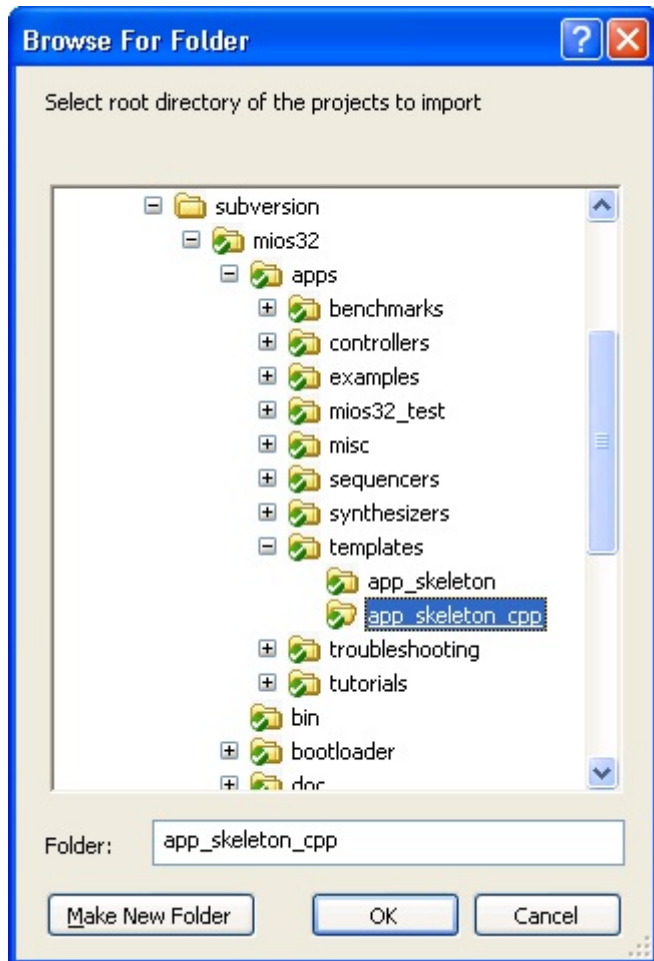 Browse For Folder
Select root directory of the projects to import
subversion
mios32
apps
benchmarks
controllers
examples
mios32_test
misc
sequencers
synthesizers
templates
app_skeleton
app_skeleton_cpp
troubleshooting
tutorials
bin
bootloader
doc
Folder: app_skeleton_cpp
Make New Folder OK Cancel